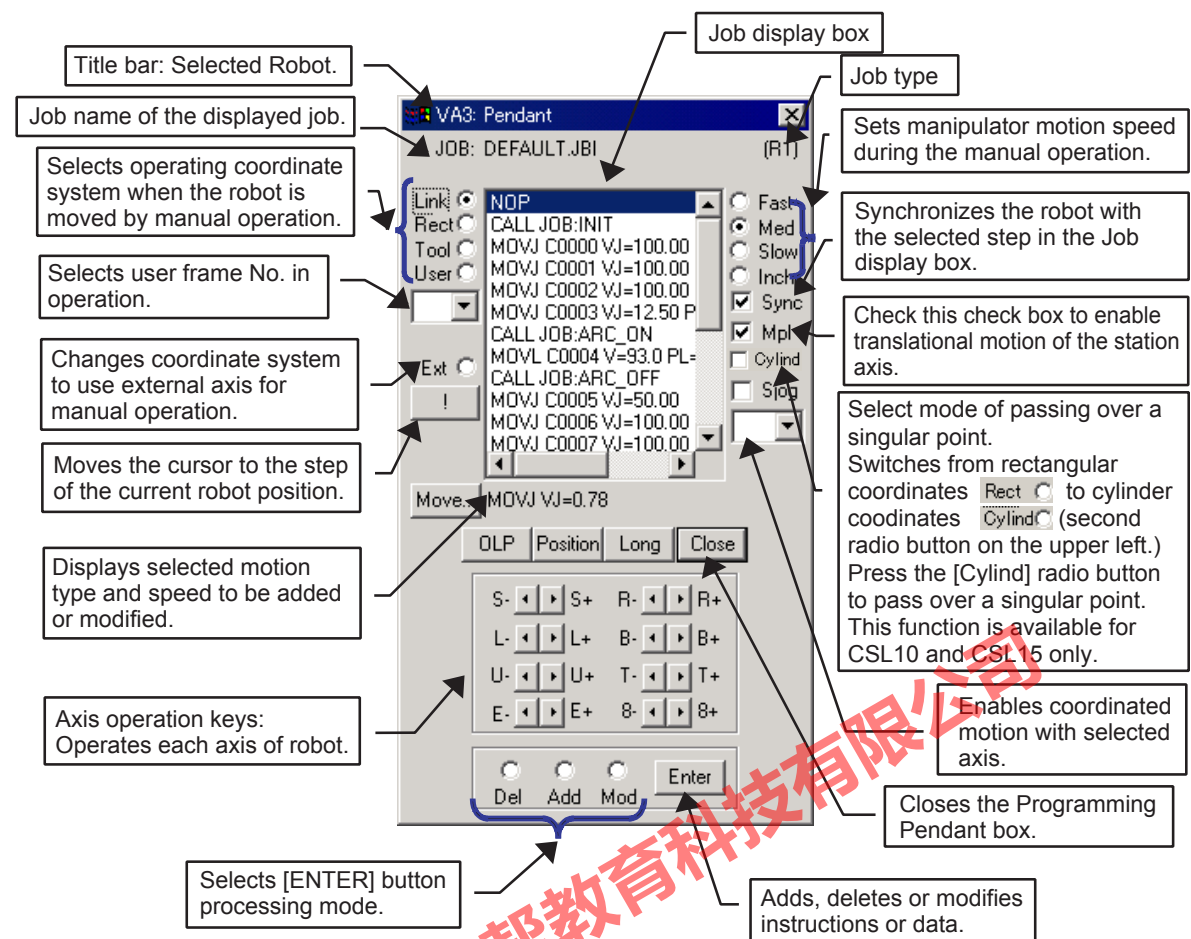 Job display box
Title bar: Selected Robot.
Job type
Job name of the displayed job.
VA3: Pendant
JOB: DEFAULT.JBI
(R1)
Sets manipulator motion speed
during the manual operation.
Selects operating coordinate
system when the robot is
moved by manual operation.
Link
Rect
Tool
User
NOP
CALL JOB:INIT
MOVJ C0000 VJ=100.00
MOVJ C0001 VJ=100.00
MOVJ C0002 VJ=100.00
MOVJ C0003 VJ=12.50 P
CALL JOB:ARC_ON
MOVL C0004 V=93.0 PL=
CALL JOB:ARC_OFF
MOVJ C0005 VJ=50.00
MOVJ C0006 VJ=100.00
MOVJ C0007 VJ=100.00
Fast
Med
Slow
Inch
Sync
Mpl
Cylind
Sjog
Synchronizes the robot with
the selected step in the Job
display box.
Selects user frame No. in
operation.
Check this check box to enable
translational motion of the station
axis.
Changes coordinate system
to use external axis for
manual operation.
Ext
!
Select mode of passing over a
singular point.
Switches from rectangular
coordinates Rect to cylinder
coodinates Cylind (second
radio button on the upper left.)
Press the [Cylind] radio button
to pass over a singular point.
This function is available for
CSL10 and CSL15 only.
Moves the cursor to the step
of the current robot position.
Move... MOVJ VJ=0.78
OLP Position Long Close
Displays selected motion
type and speed to be added
or modified.
S- S+ R- R+
L- L+ B- B+
U- U+ T- T+
E- E+ 8- 8+
Axis operation keys:
Operates each axis of robot.
Enables coordinated
motion with selected
axis.
Del Add Mod Enter
Closes the Programming
Pendant box.
Selects [ENTER] button
processing mode.
Adds, deletes or modifies
instructions or data.
教育科技有限公司